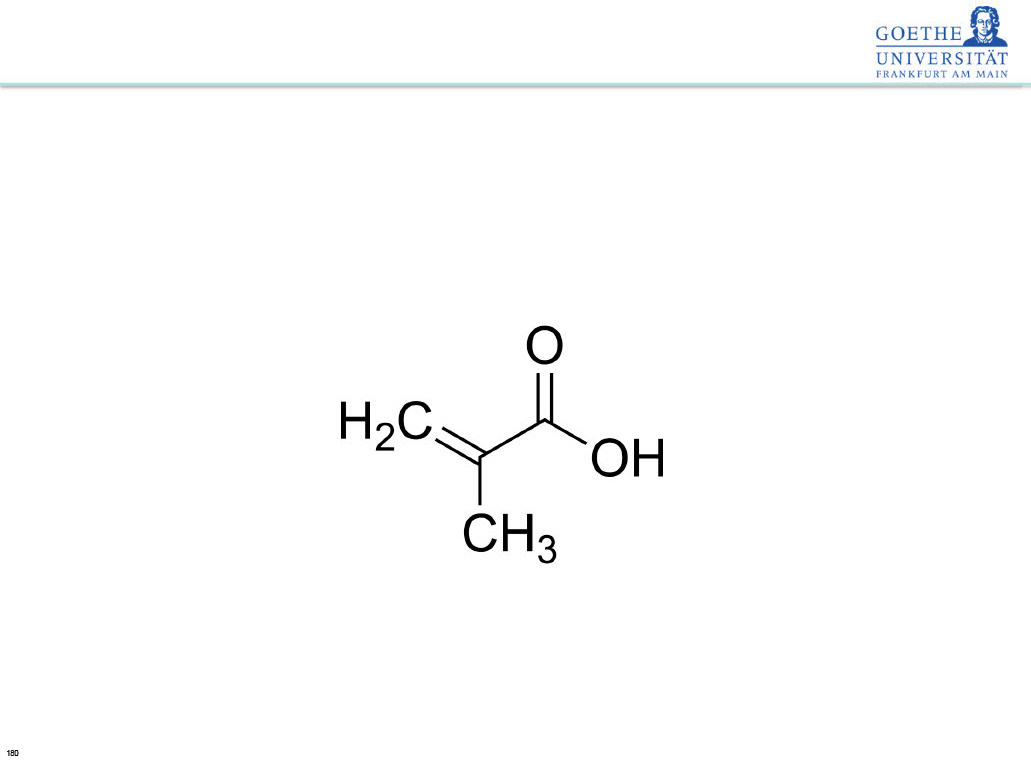 GOETHE
UNIVERSITÄT
FRANKFURT AM MAIN
O
H₂C
OH
CH₃
180